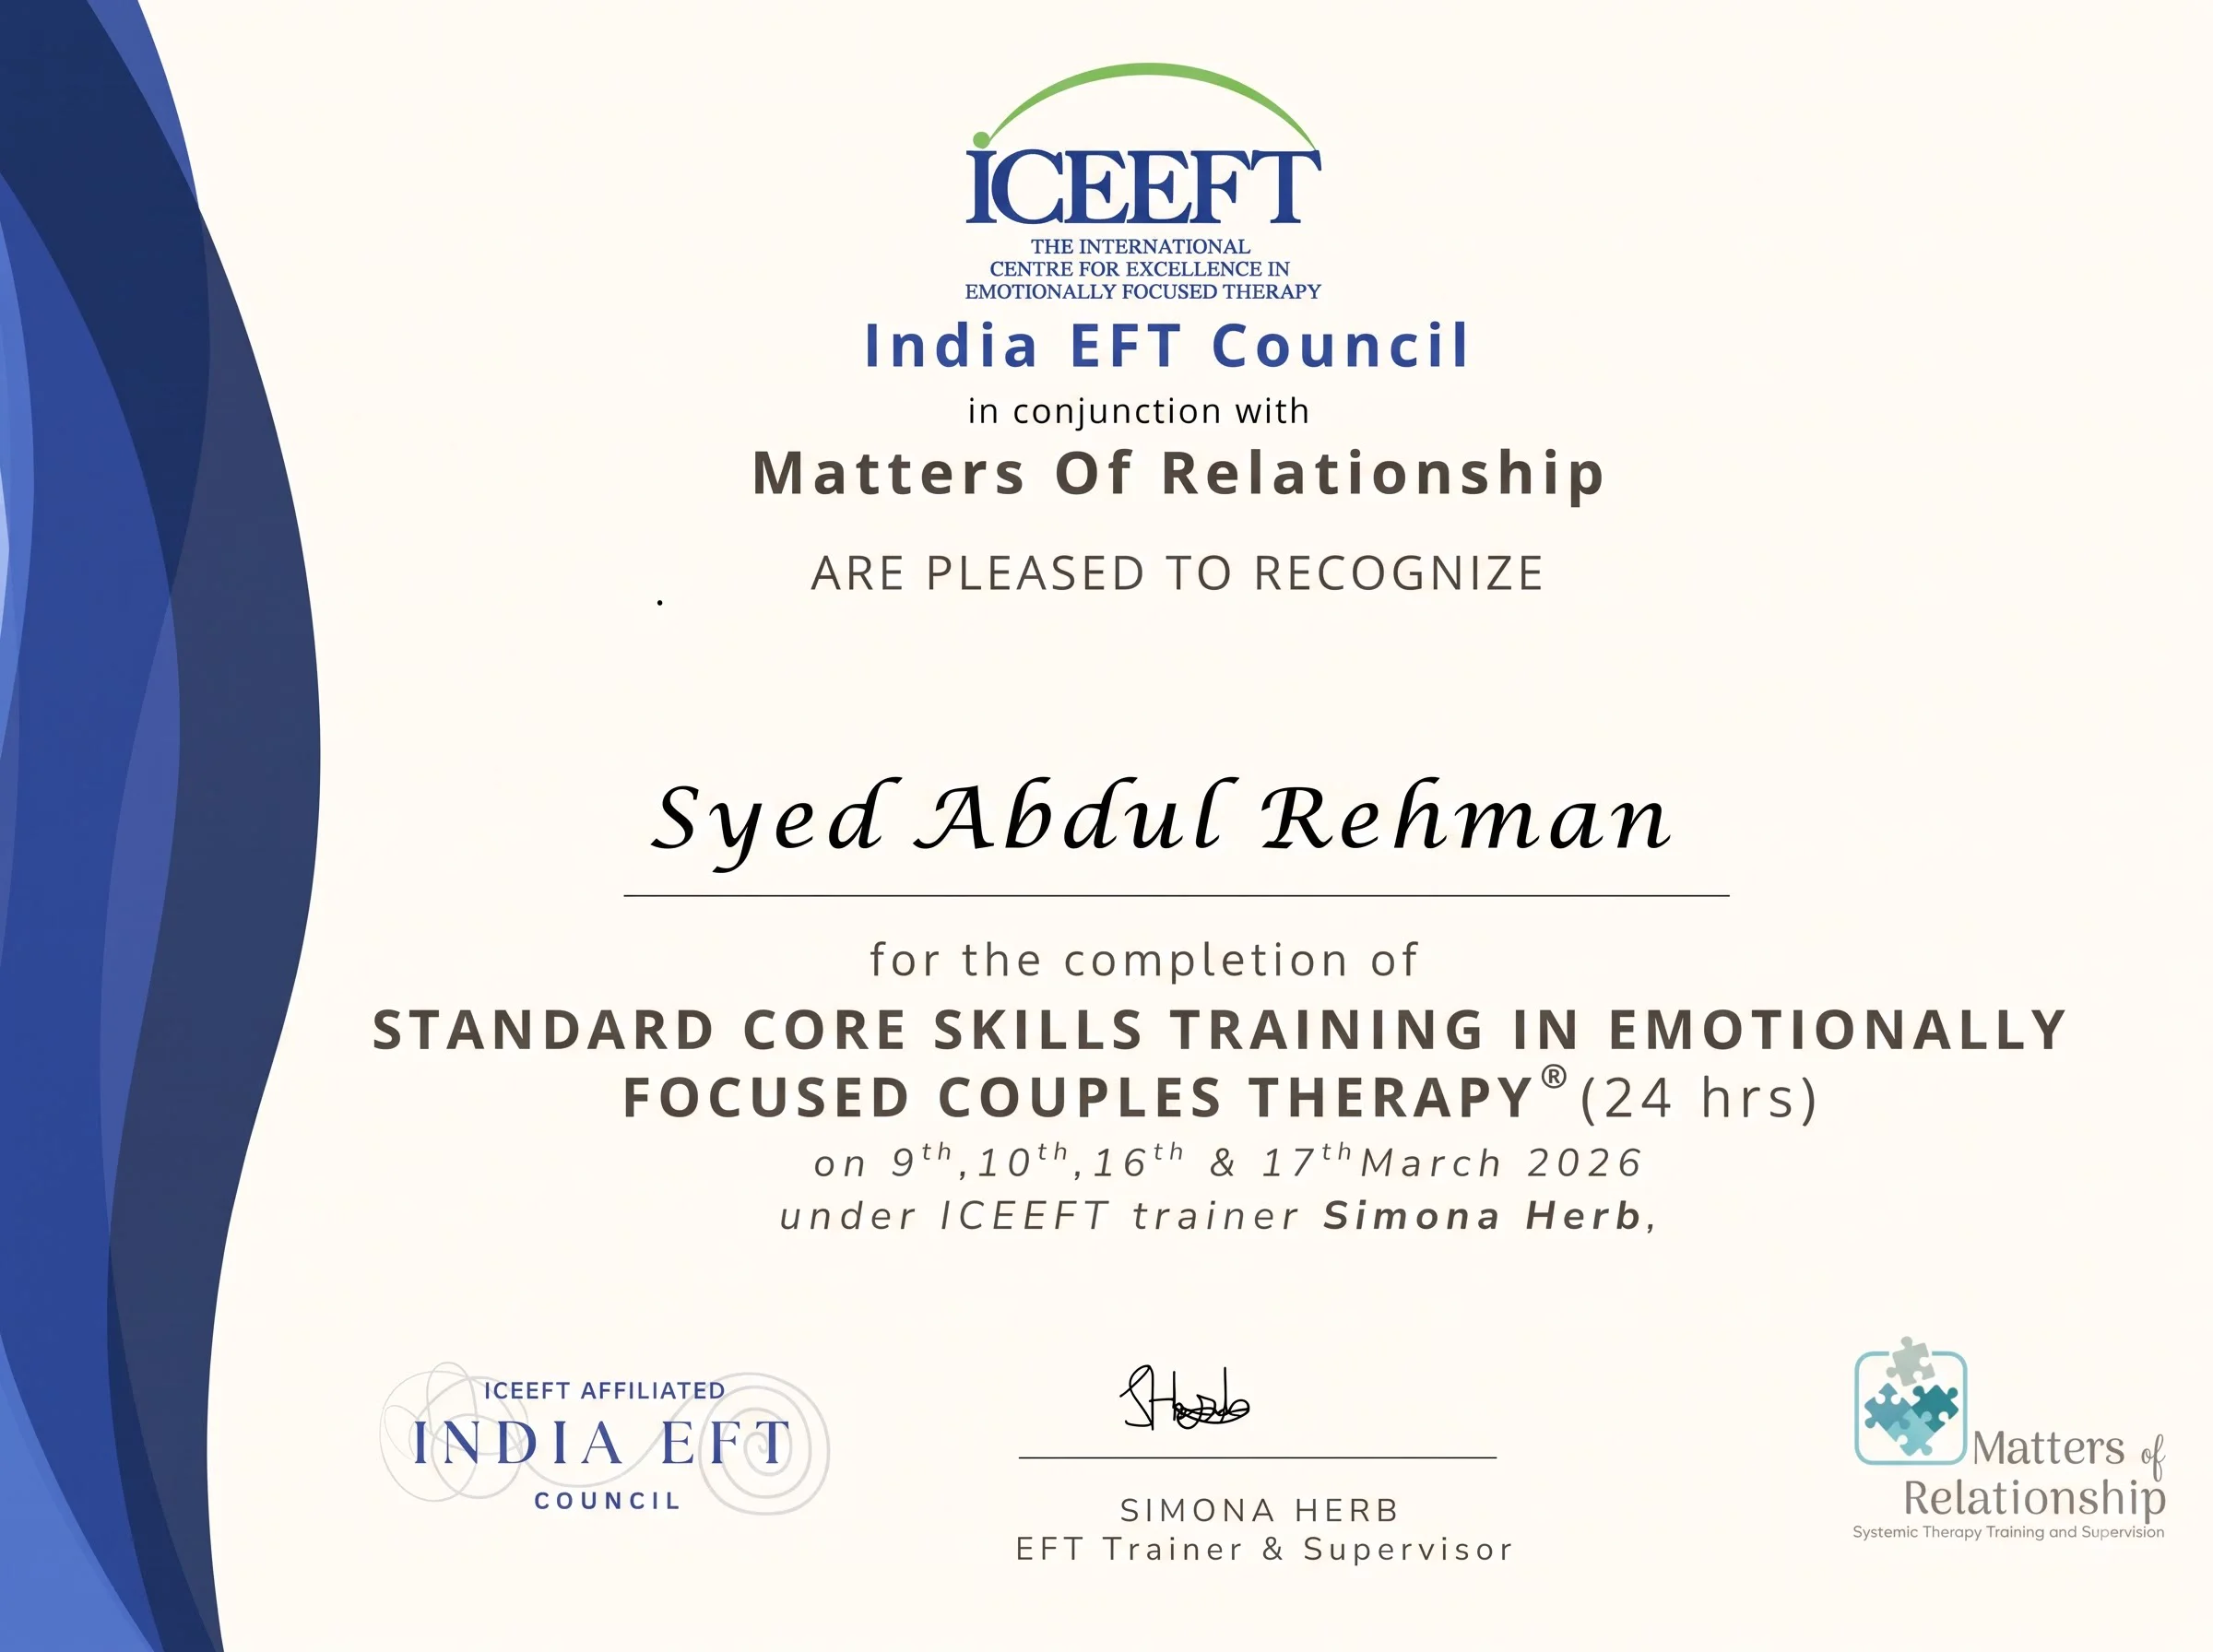 iCEEFT
THE INTERNATIONAL
CENTRE FOR EXCELLENCE IN
EMOTIONALLY FOCUSED THERAPY
India EFT Council
in conjunction with
Matters Of Relationship
ARE PLEASED TO RECOGNIZE
.
Syed Abdul Rehman
for the completion of
STANDARD CORE SKILLS TRAINING IN EMOTIONALLY
FOCUSED COUPLES THERAPY® (24 hrs)
on 9th,10th,16th & 17th March 2026
under ICEEFT trainer Simona Herb,
ICEEFT AFFILIATED
INDIA EFT
COUNCIL
SHerb
SIMONA HERB
EFT Trainer & Supervisor
Matters of
Relationship
Systemic Therapy Training and Supervision